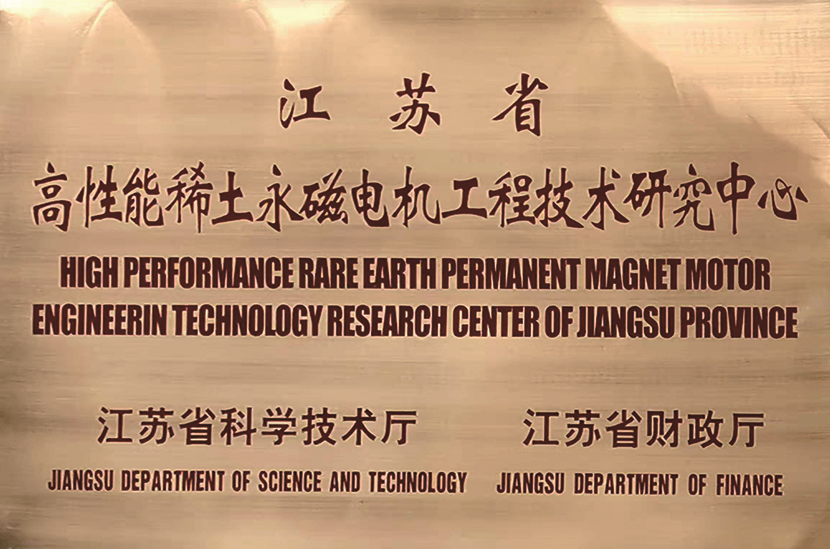 江苏省
高性能稀土永磁电机工程技术研究中心
HIGH PERFORMANCE RARE EARTH PERMANENT MAGNET MOTOR
ENGINEERIN TECHNOLOGY RESEARCH CENTER OF JIANGSU PROVINCE
江苏省科学技术厅 江苏省财政厅
JIANGSU DEPARTMENT OF SCIENCE AND TECHNOLOGY JIANGSU DEPARTMENT OF FINANCE